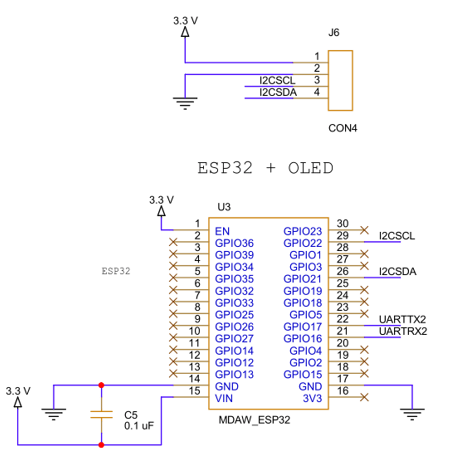 3.3 V
J6
1
2
I2CSCL 3
I2CSDA 4
CON4
ESP32 + OLED
3.3 V
U3
1 EN GPIO23 30
2 GPIO36 GPIO22 29 I2CSCL
3 GPIO39 GPIO1 28
4 GPIO34 GPIO3 27
ESP32
5 GPIO35 GPIO21 26 I2CSDA
6 GPIO32 GPIO19 25
7 GPIO33 GPIO18 24
8 GPIO25 GPIO5 23
9 GPIO26 GPIO17 22 UARTTX2
10 GPIO27 GPIO16 21 UARTRX2
11 GPIO14 GPIO4 20
12 GPIO12 GPIO2 19
13 GPIO13 GPIO15 18
14 GND GND 17
15 VIN 3V3 16
3.3 V
C5
0.1 uF
MDAW_ESP32